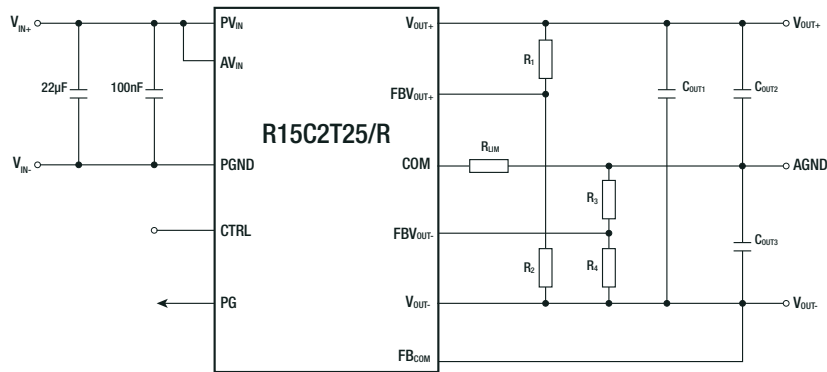 VIN+
PVIN
VOUT+
VOUT+
R1
AVIN
22µF
100nF
FBVOUT+
COUT1
COUT2
R15C2T25/R
VIN-
PGND
COM
RLIM
AGND
R3
CTRL
FBVOUT-
COUT3
R2
R4
PG
VOUT-
VOUT-
FBCOM